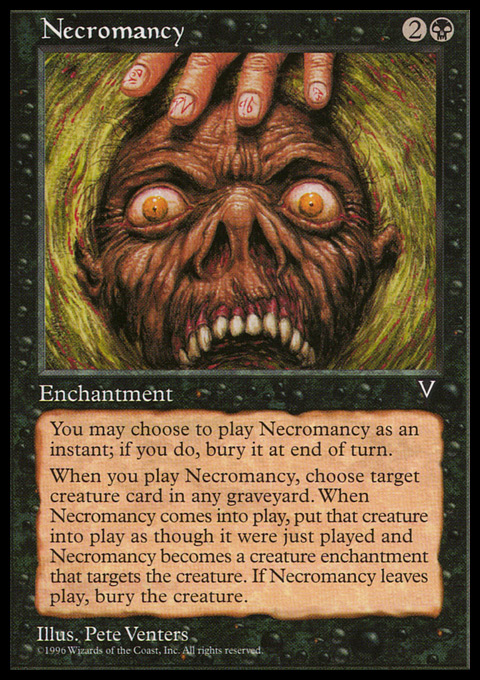 Necromancy 2
Enchantment V
You may choose to play Necromancy as an
instant; if you do, bury it at end of turn.
When you play Necromancy, choose target
creature card in any graveyard. When
Necromancy comes into play, put that creature
into play as though it were just played and
Necromancy becomes a creature enchantment
that targets the creature. If Necromancy leaves
play, bury the creature.
Illus. Pete Venters
©1996 Wizards of the Coast, Inc. All rights reserved.